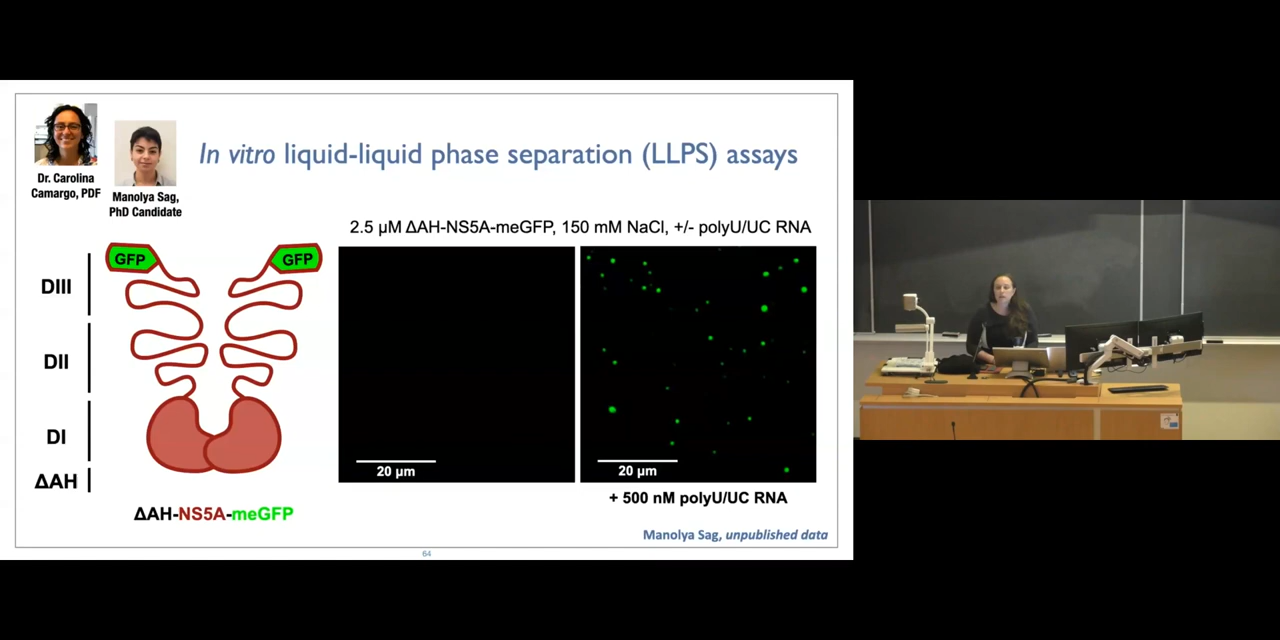 Dr. Carolina
Camargo, PDF
Manolya Sag,
PhD Candidate
In vitro liquid-liquid phase separation (LLPS) assays
2.5 µM ΔAH-NS5A-meGFP, 150 mM NaCl, +/- polyU/UC RNA
GFP
GFP
DIII
DII
DI
ΔAH
20 µm
20 µm
+ 500 nM polyU/UC RNA
ΔAH-NS5A-meGFP
Manolya Sag, unpublished data
64